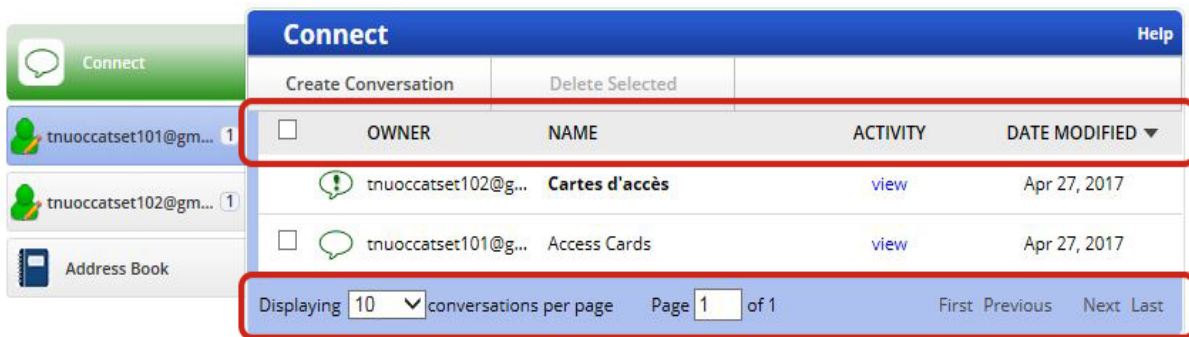 Connect
tnuoccatset101@gm... 1
tnuoccatset102@gm... 1
Address Book
Connect Help
Create Conversation Delete Selected
OWNER NAME ACTIVITY DATE MODIFIED ▼
tnuoccatset102@g... Cartes d'accès view Apr 27, 2017
tnuoccatset101@g... Access Cards view Apr 27, 2017
Displaying 10 conversations per page Page 1 of 1 First Previous Next Last